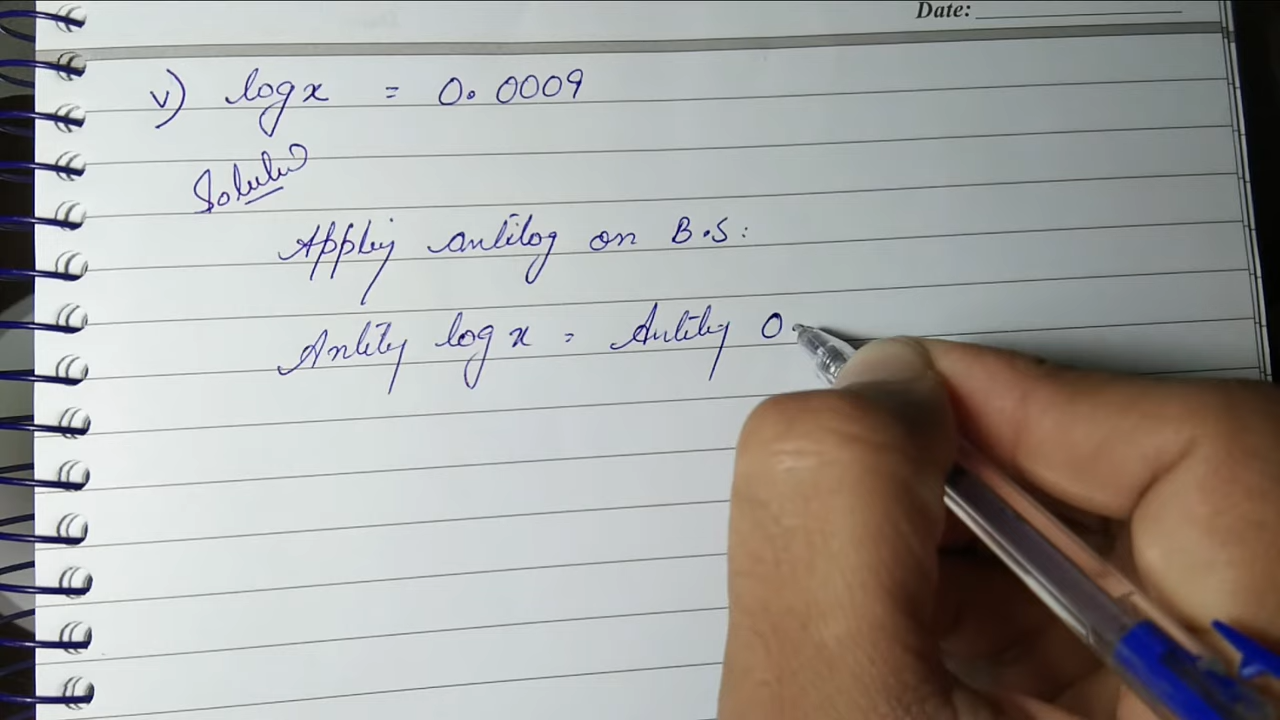 Date:
v) log x = 0.0009
Solution
Apply antilog on B.S:
Antilog log x = Antilog 0.